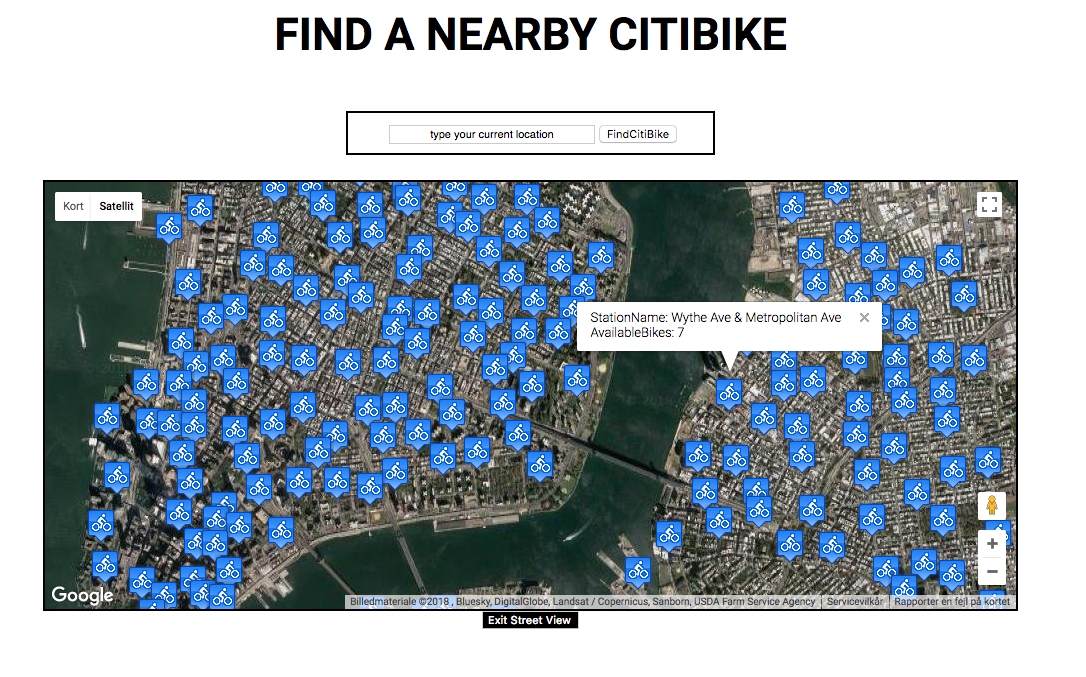 FIND A NEARBY CITIBIKE
type your current location
FindCitiBike
Kort
Satellit
StationName: Wythe Ave & Metropolitan Ave
AvailableBikes: 7
Google
Billedmateriale ©2018 , Bluesky, DigitalGlobe, Landsat / Copernicus, Sanborn, USDA Farm Service Agency
Servicevilkår
Rapporter en fejl på kortet
Exit Street View